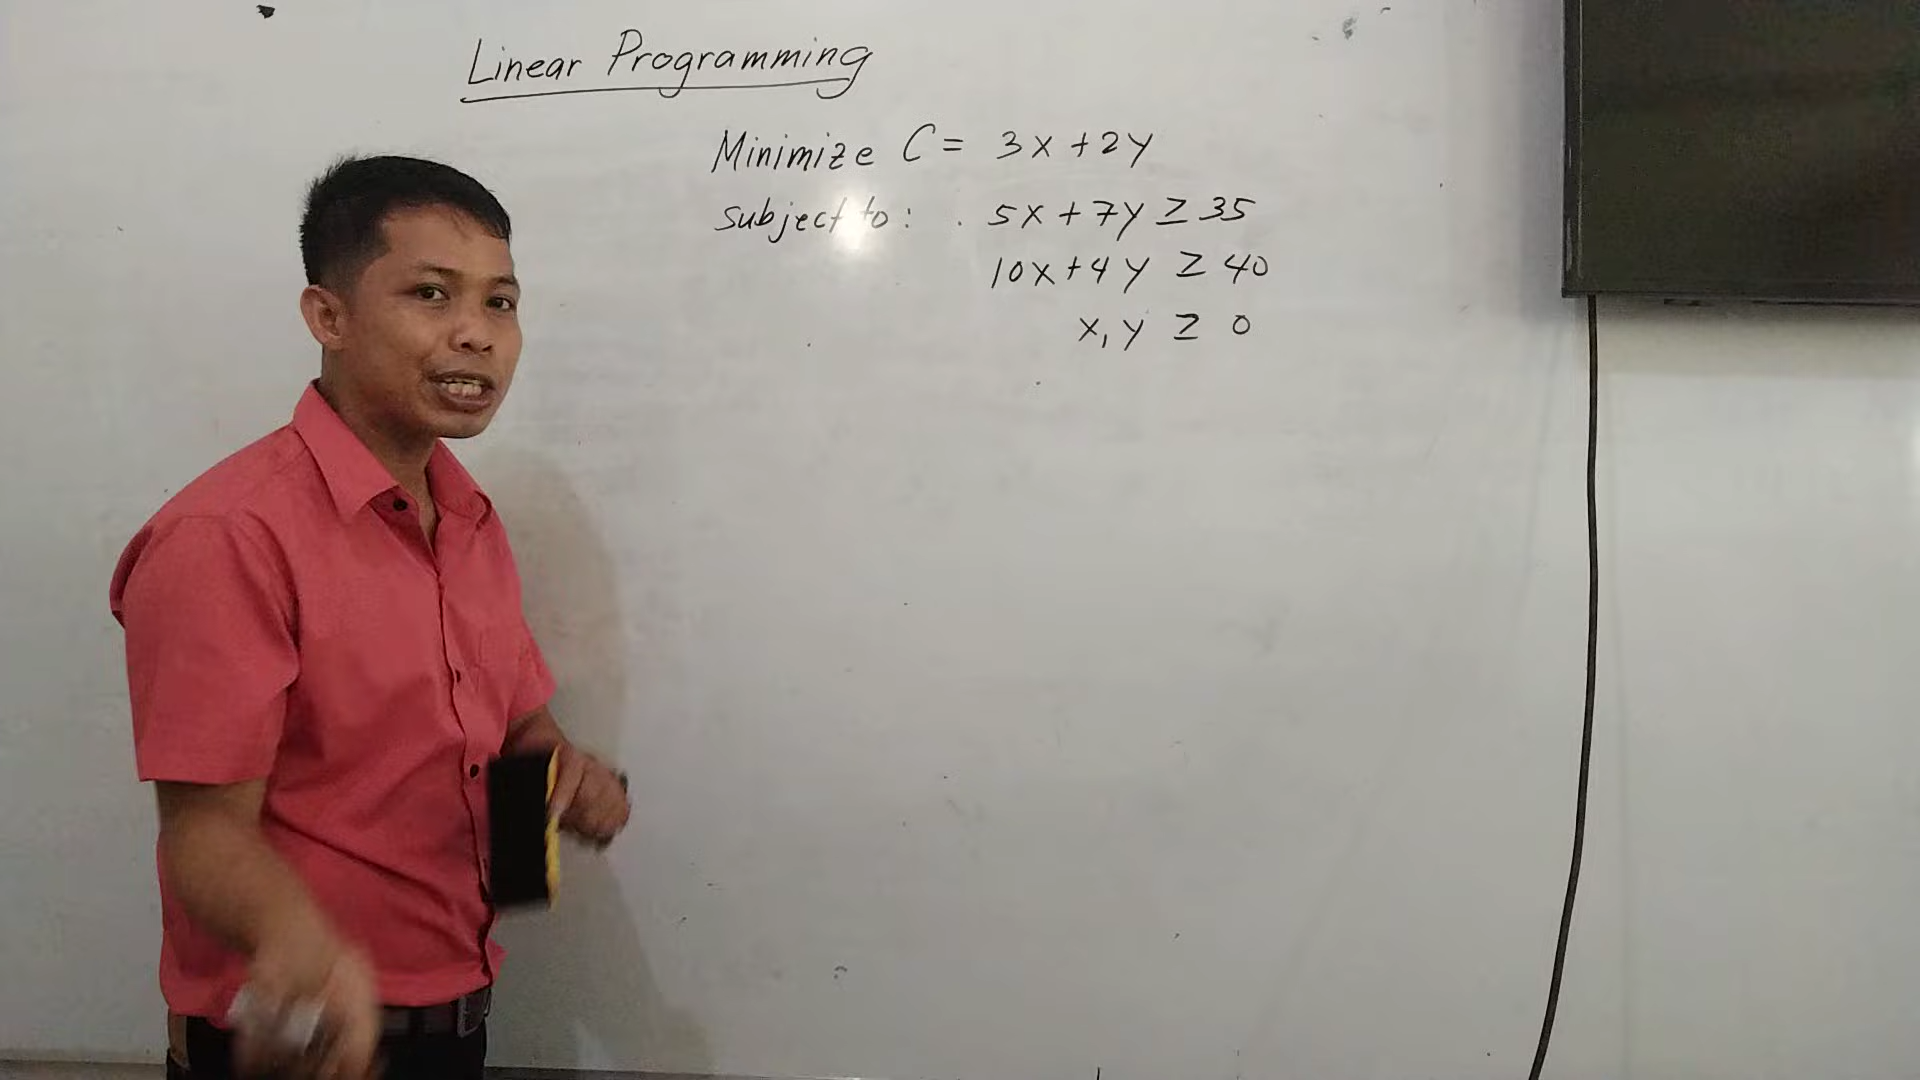 Linear Programming
Minimize C = 3x + 2y
subject to: 5x + 7y ≥ 35
10x + 4y ≥ 40
x, y ≥ 0